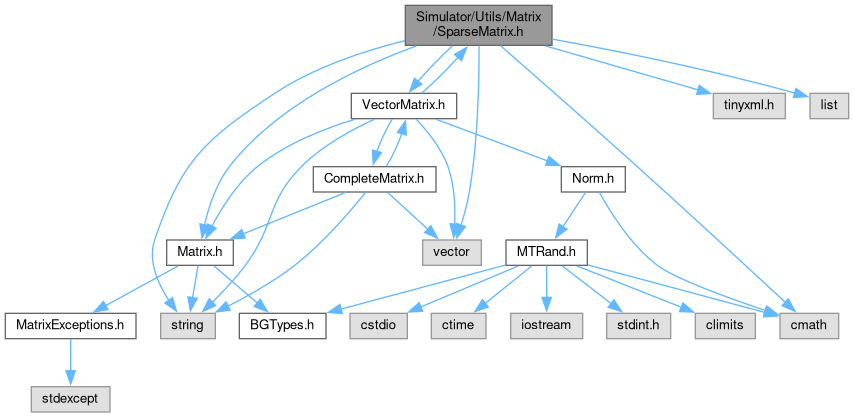 Simulator/Utils/Matrix
/SparseMatrix.h
VectorMatrix.h
tinyxml.h
list
CompleteMatrix.h
Norm.h
Matrix.h
vector
MTRand.h
MatrixExceptions.h
string
BGTypes.h
cstdio
ctime
iostream
stdint.h
climits
cmath
stdexcept